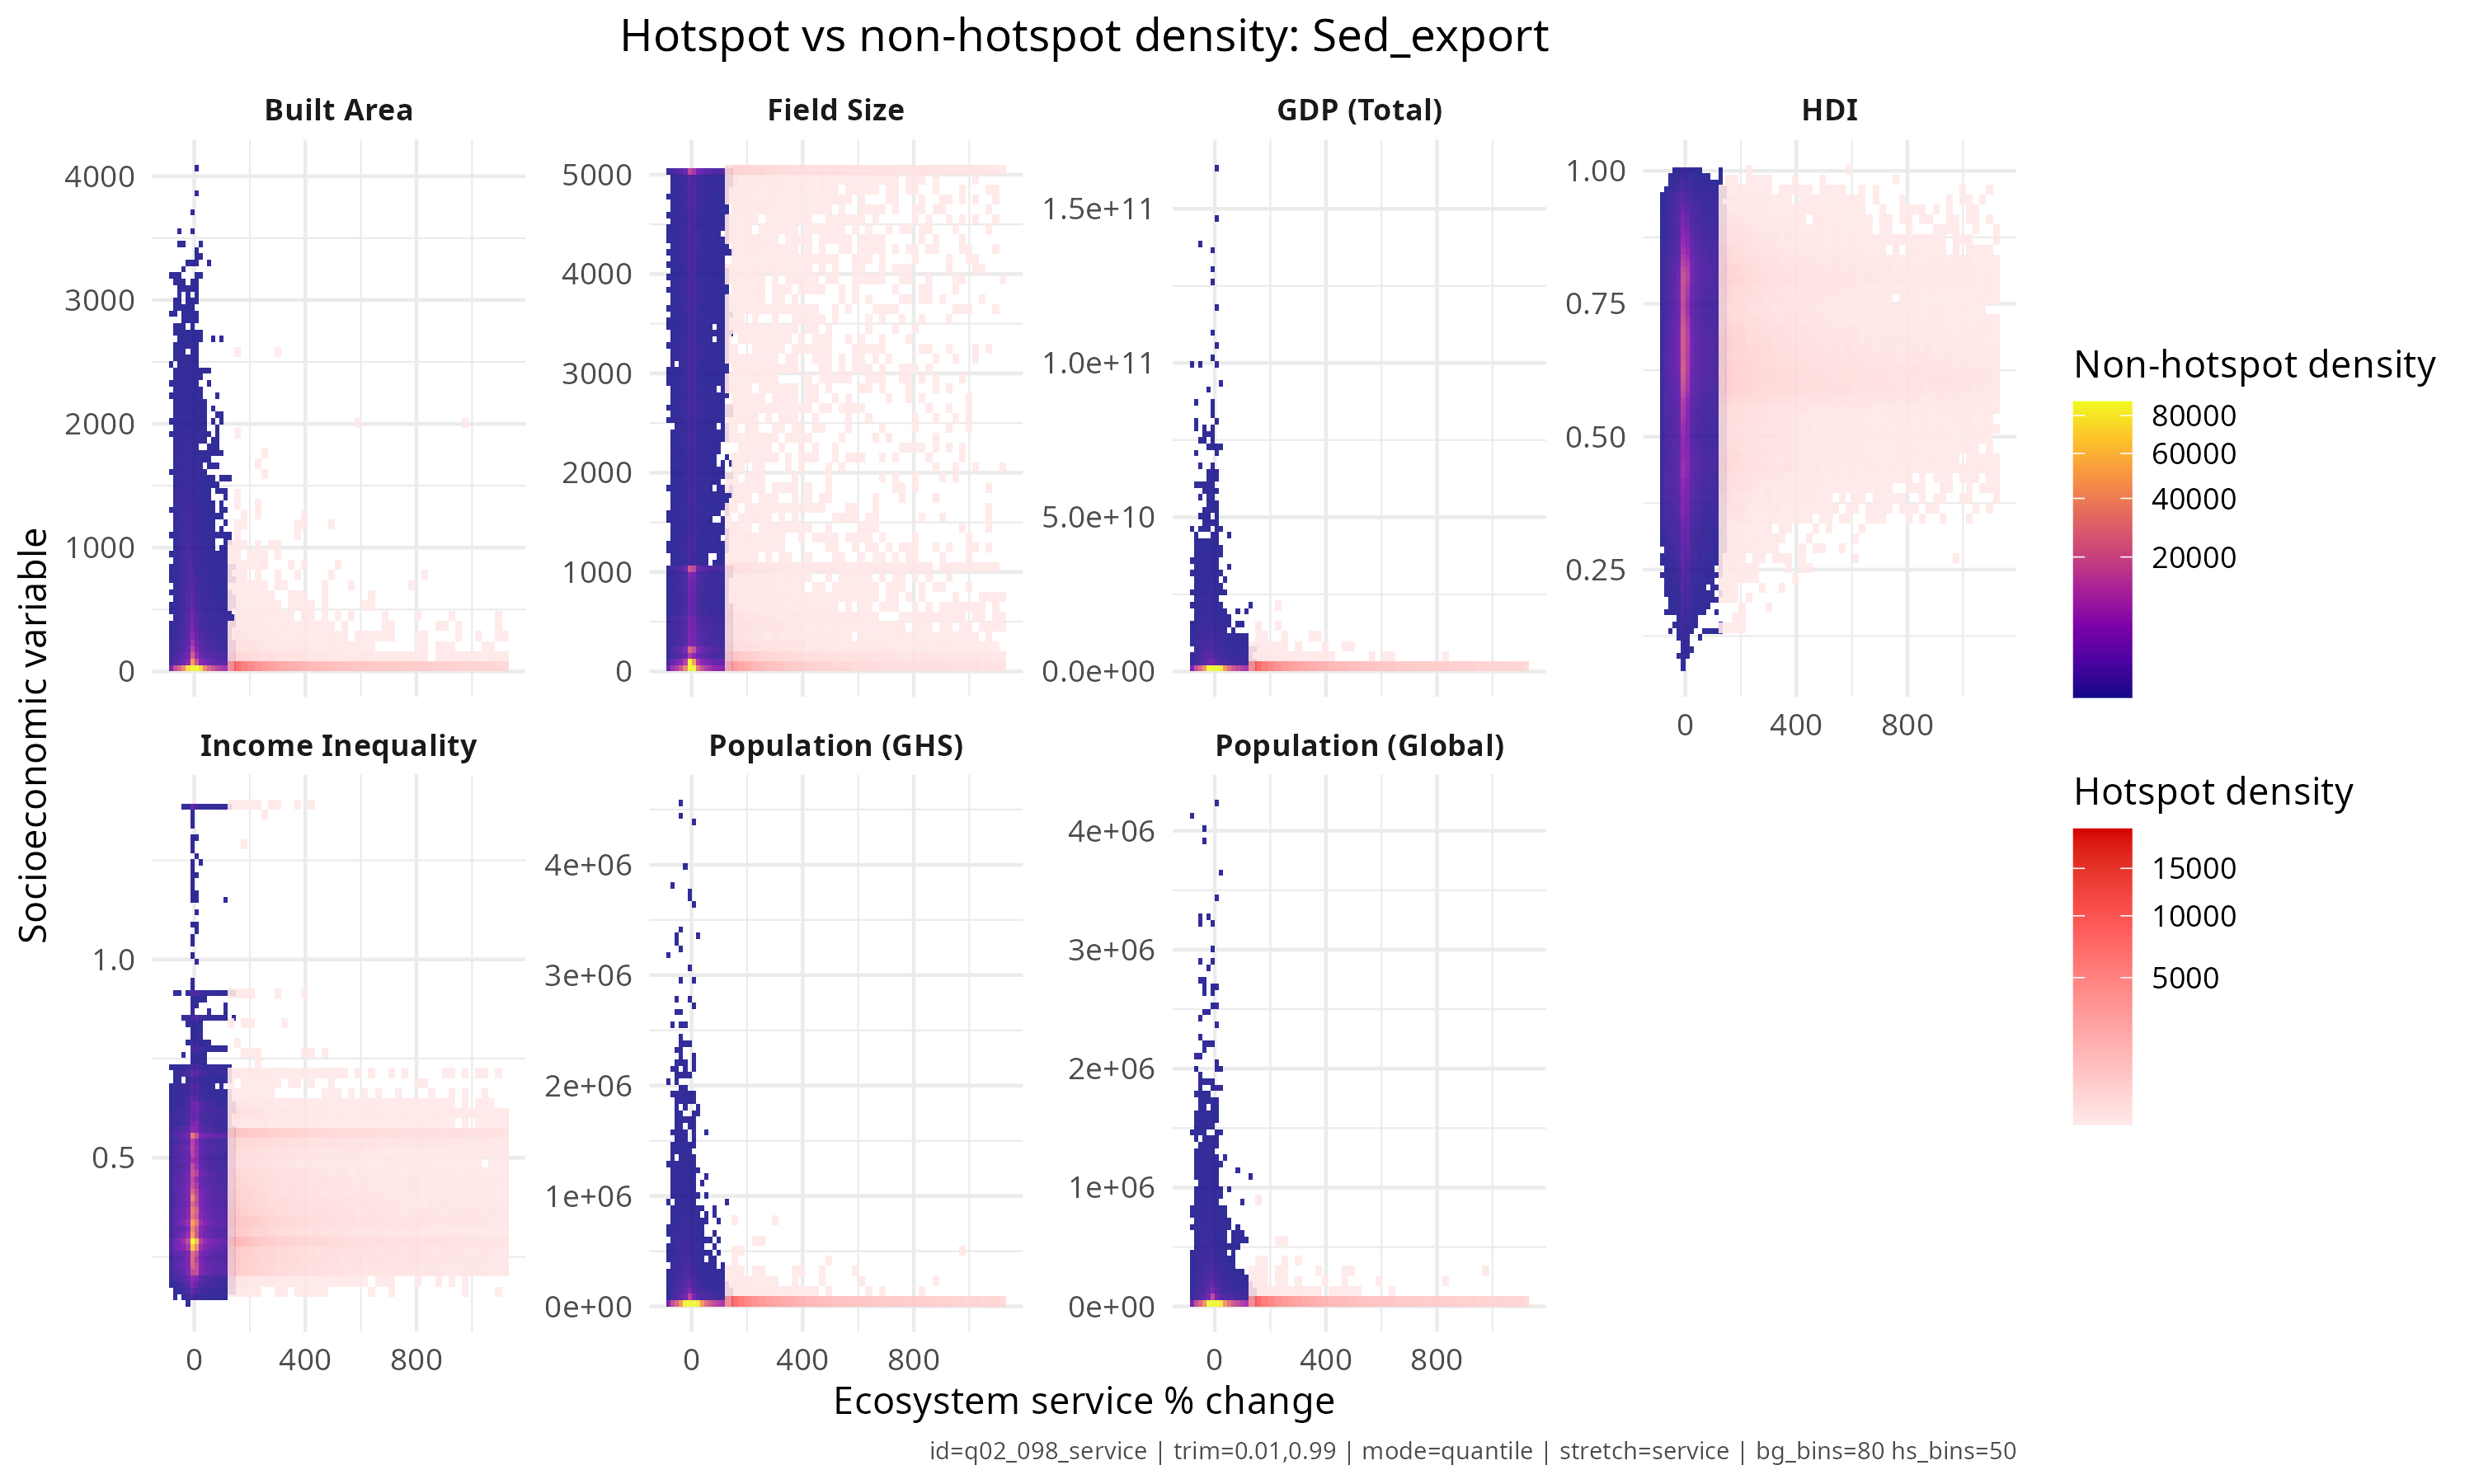 Hotspot vs non-hotspot density: Sed_export
Built Area
Field Size
GDP (Total)
HDI
4000
3000
2000
1000
0
5000
4000
3000
2000
1000
0
1.5e+11
1.0e+11
5.0e+10
0.0e+00
1.00
0.75
0.50
0.25
0 400 800
Income Inequality
Population (GHS)
Population (Global)
1.0
0.5
4e+06
3e+06
2e+06
1e+06
0e+00
4e+06
3e+06
2e+06
1e+06
0e+00
0 400 800
0 400 800
0 400 800
Socioeconomic variable
Ecosystem service % change
Non-hotspot density
80000
60000
40000
20000
Hotspot density
15000
10000
5000
id=q02_098_service | trim=0.01,0.99 | mode=quantile | stretch=service | bg_bins=80 hs_bins=50